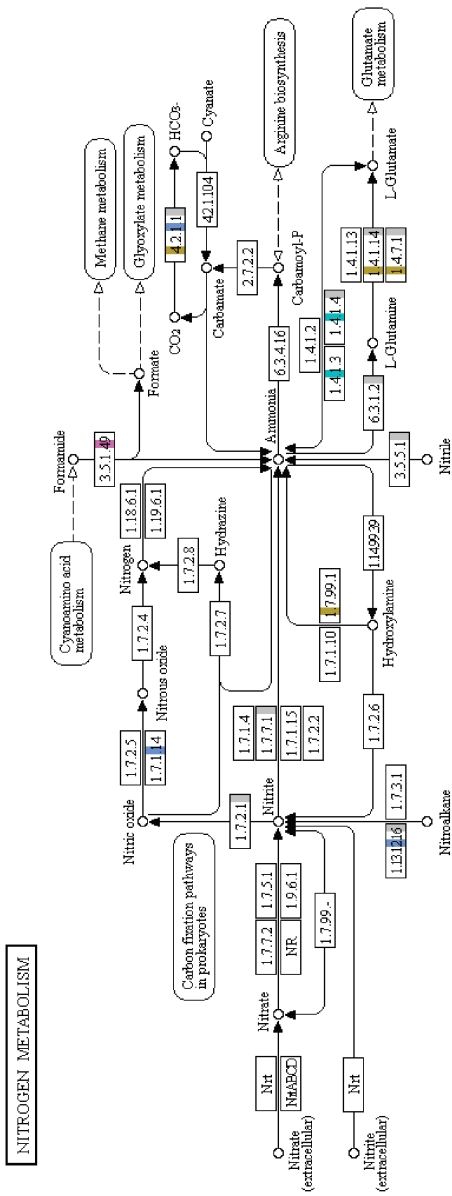 NITROGEN METABOLISM
Cyanoamino acid
metabolism
Formamide
3.5.1.49
Formate
Methane metabolism
Glyoxylate metabolism
Nitric oxide
1.7.2.5
1.7.1.14
Nitrous oxide
1.7.2.4
Nitrogen
1.18.6.1
1.19.6.1
1.7.2.7
Hydrazine
1.7.2.8
CO2
4.2.1.1
HCO3-
Carbamate
4.2.1.104
Cyanate
2.7.2.2
Carbon fixation pathways
in prokaryotes
1.7.2.1
Nitrate
(extracellular)
Nrt
NrtABCD
Nitrate
1.7.7.2
1.7.5.1
NR
1.9.6.1
1.7.99.-
Nitrite
1.7.1.4
1.7.7.1
1.7.1.15
1.7.2.2
Ammonia
6.3.4.16
Carbamoyl-P
Arginine biosynthesis
Nitrite
(extracellular)
Nrt
1.7.1.10
1.7.99.1
1.7.2.6
Hydroxylamine
1.14.99.39
1.4.1.2
1.4.1.3
1.4.1.4
6.3.1.2
L-Glutamine
1.4.1.13
1.4.1.14
1.4.7.1
L-Glutamate
Glutamate
metabolism
1.13.12.16
1.7.3.1
Nitroalkane
3.5.5.1
Nitrile